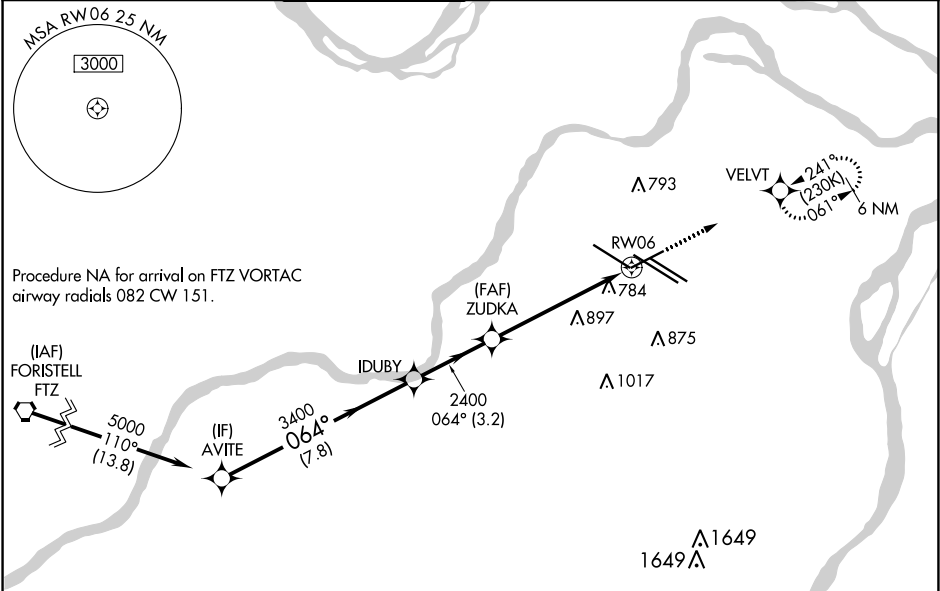 MSA RW06 25 NM
3000
793
VELVT
241°
(230K)
061°
6 NM
RW06
Procedure NA for arrival on FTZ VORTAC
airway radials 082 CW 151.
784
(FAF)
ZUDKA
897
875
(IAF)
FORISTELL
FTZ
IDUBY
1017
5000
110°
(13.8)
(IF)
AVITE
3400
064°
(7.8)
2400
064° (3.2)
1649
1649